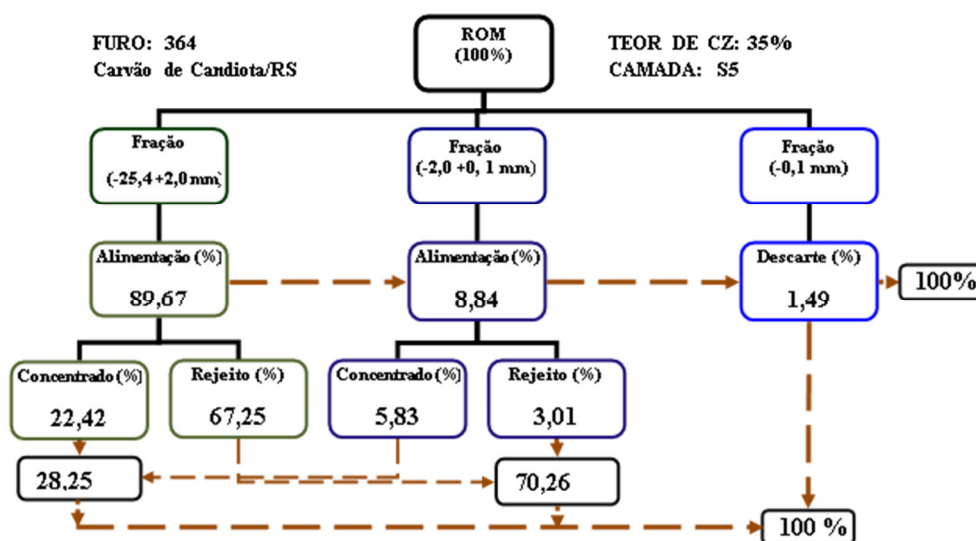 FURO: 364
Carvão de Candiota/RS
ROM
(100%)
TEOR DE CZ: 35%
CAMADA: S5
Fração
(-25,4+2,0mm)
Fração
(-2,0 +0, 1 mm)
Fração
(-0,1 mm)
Alimentação (%)
89,67
Alimentação (%)
8,84
Descarte (%)
1,49
100%
Concentrado (%)
22,42
Rejeito (%)
67,25
Concentrado (%)
5,83
Rejeito (%)
3,01
28,25
70,26
100 %